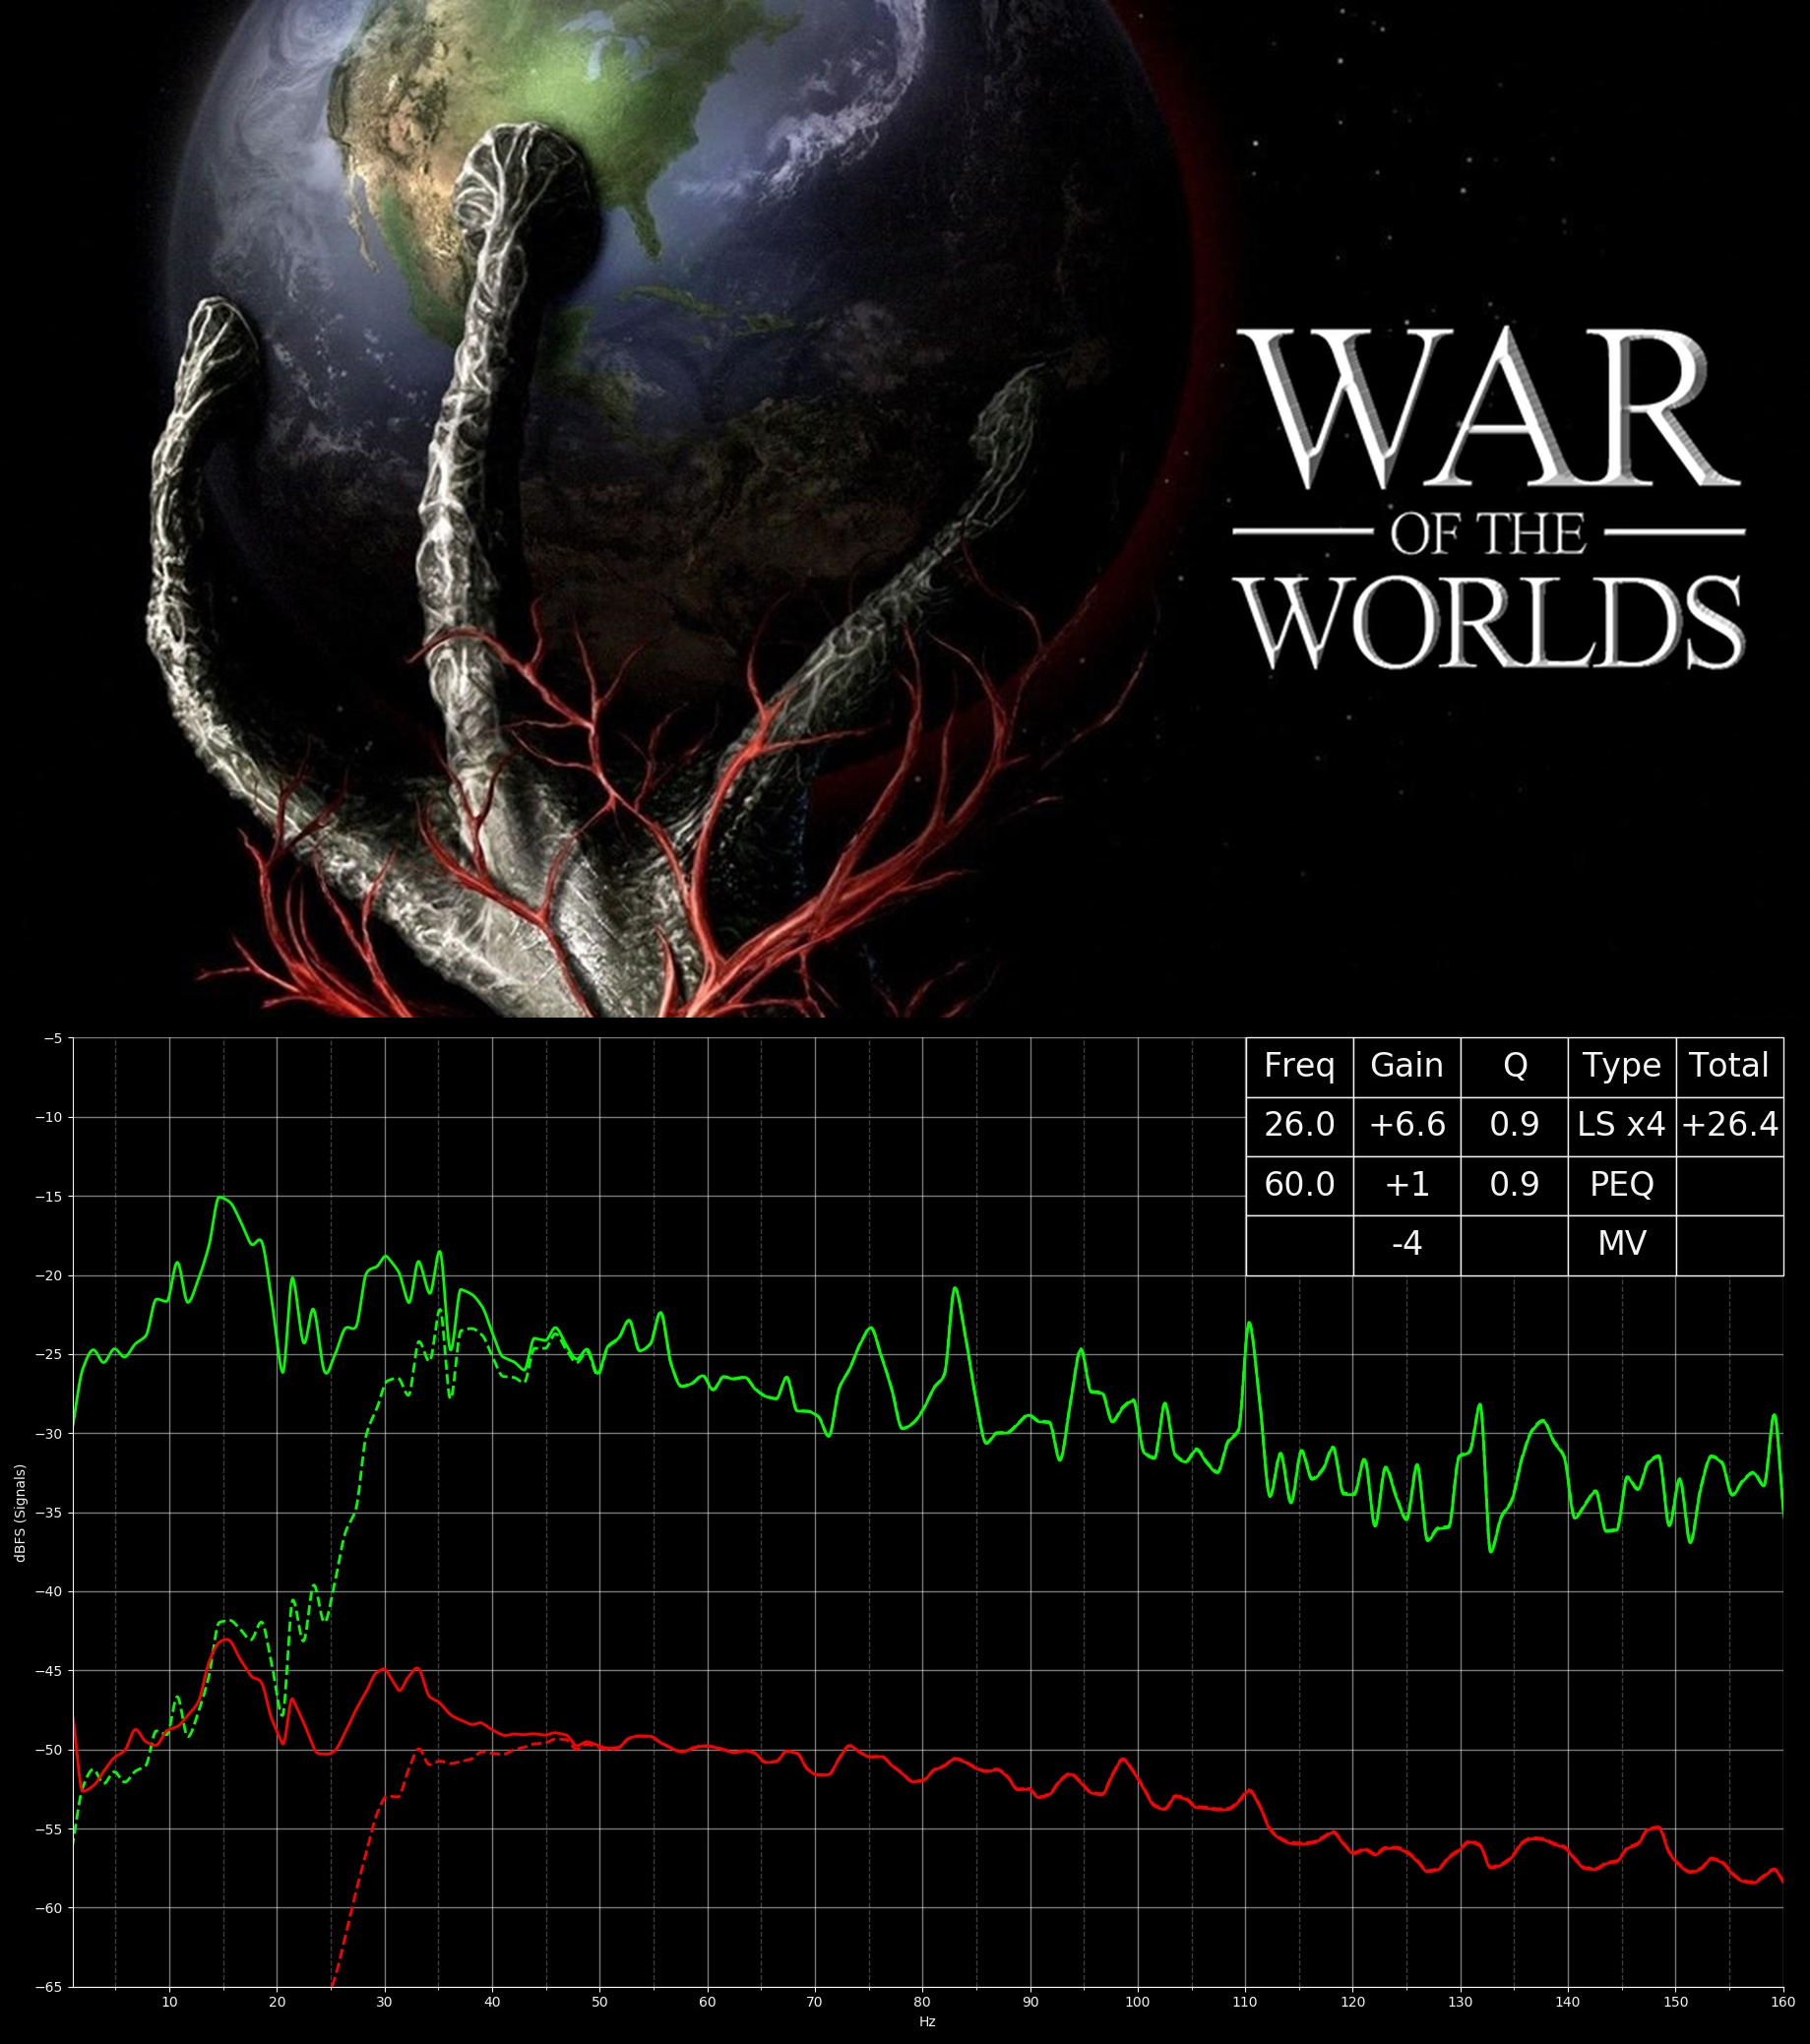 WAR
OF THE
WORLDS
Freq Gain Q Type Total
26.0 +6.6 0.9 LS x4 +26.4
60.0 +1 0.9 PEQ
-4 MV
−5
−10
−15
−20
−25
−30
−35
−40
−45
−50
−55
−60
−65
dBFS (Signals)
10 20 30 40 50 60 70 80 90 100 110 120 130 140 150 160
Hz